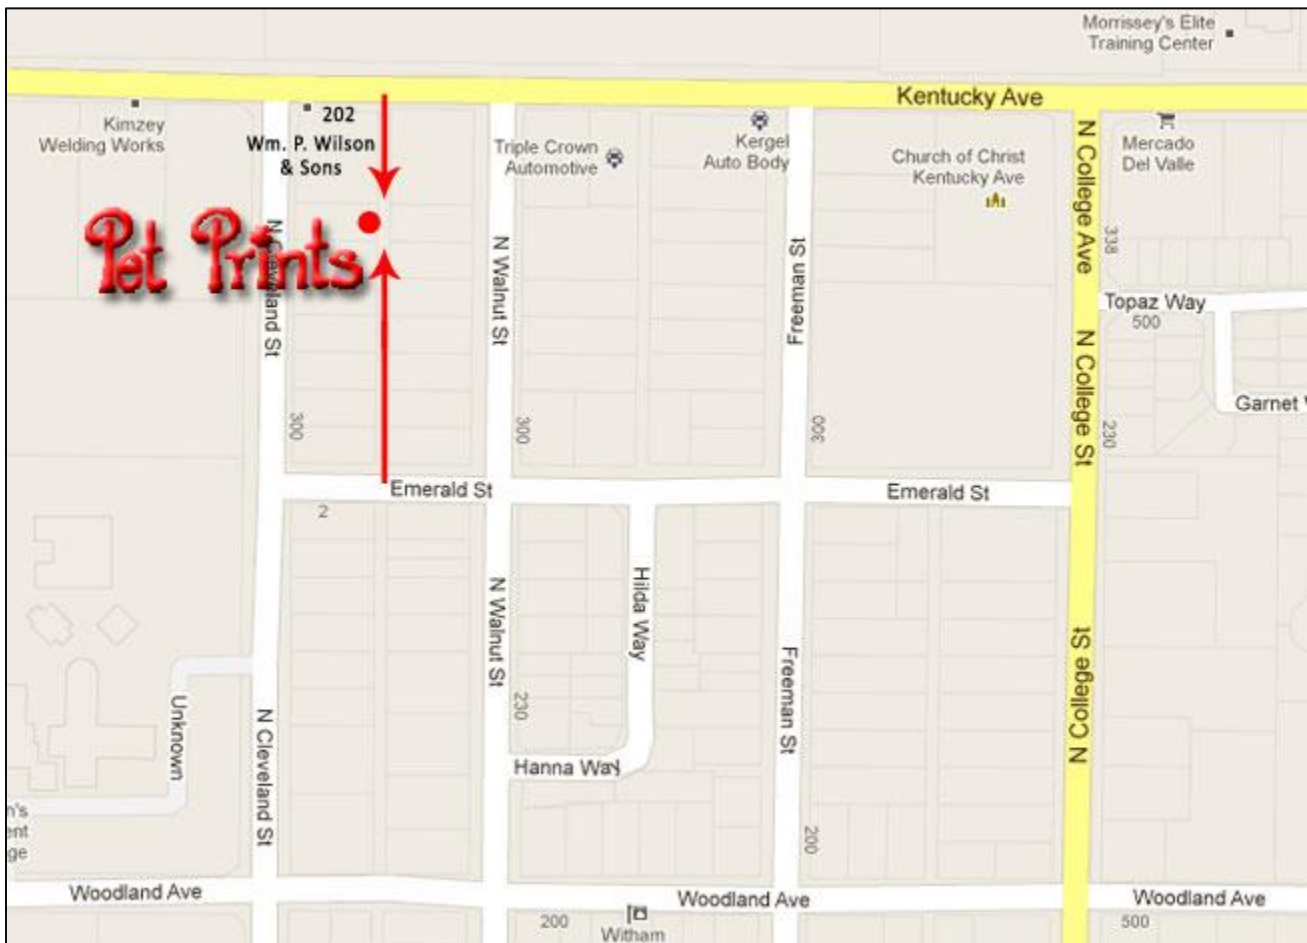 Morrissey's Elite
Training Center
Kentucky Ave
Kimzey
Welding Works
202
Wm. P. Wilson
& Sons
Triple Crown
Automotive
Kergel
Auto Body
Church of Christ
Kentucky Ave
Mercado
Del Valle
N College Ave
338
Pet Prints
N Cleveland St
N Walnut St
Freeman St
Topaz Way
500
N College St
Garnet
300
300
300
230
Emerald St
Emerald St
2
N Walnut St
Hilda Way
Freeman St
N College St
230
Unknown
N Cleveland St
Hanna Way
200
n's
ent
ge
Woodland Ave
Woodland Ave
Woodland Ave
200
Witham
500